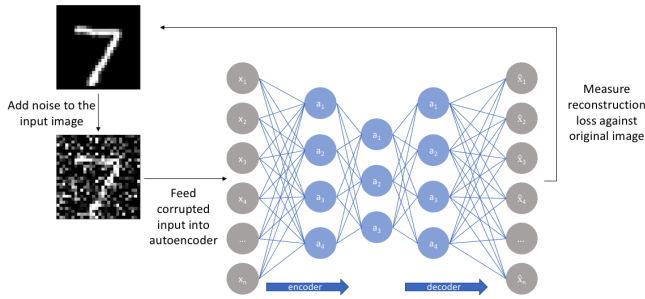 Add noise to the
input image
Feed
corrupted
input into
autoencoder
x₁
x₂
x₃
x₄
...
xₙ
a₁
a₂
a₃
a₄
a₁
a₂
a₃
a₁
a₂
a₃
a₄
x̂₁
x̂₂
x̂₃
x̂₄
...
x̂ₙ
encoder
decoder
Measure
reconstruction
loss against
original image